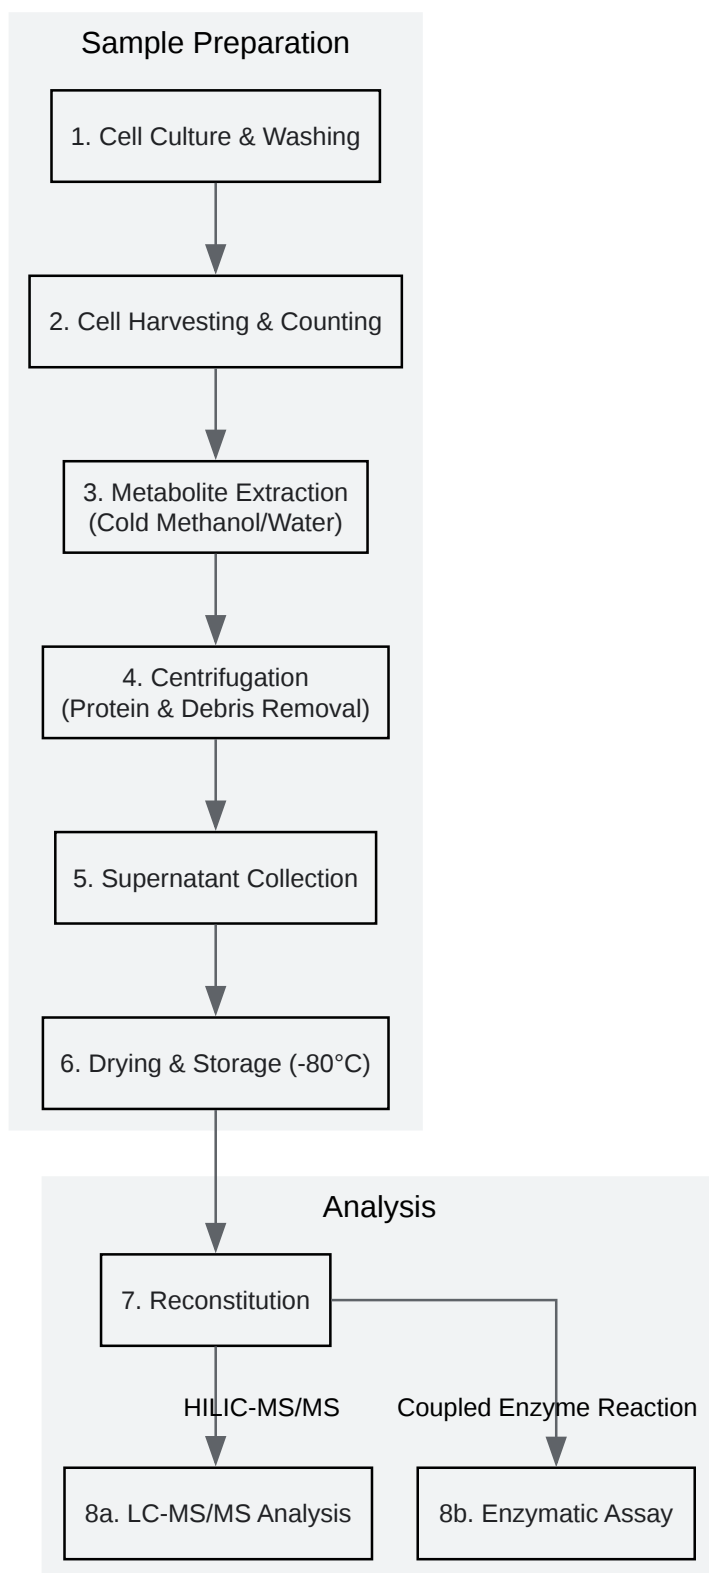 Sample Preparation
1. Cell Culture & Washing
2. Cell Harvesting & Counting
3. Metabolite Extraction
(Cold Methanol/Water)
4. Centrifugation
(Protein & Debris Removal)
5. Supernatant Collection
6. Drying & Storage (-80°C)
Analysis
7. Reconstitution
HILIC-MS/MS
Coupled Enzyme Reaction
8a. LC-MS/MS Analysis
8b. Enzymatic Assay